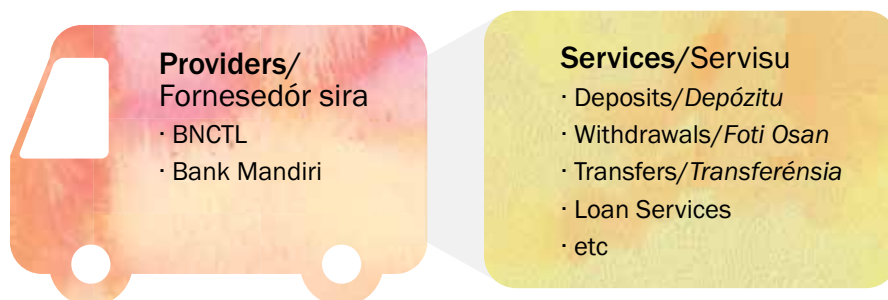 Providers/
Fornesedór sira
· BNCTL
· Bank Mandiri
Services/Servisu
· Deposits/Depózitu
· Withdrawals/Foti Osan
· Transfers/Transferénsia
· Loan Services
· etc